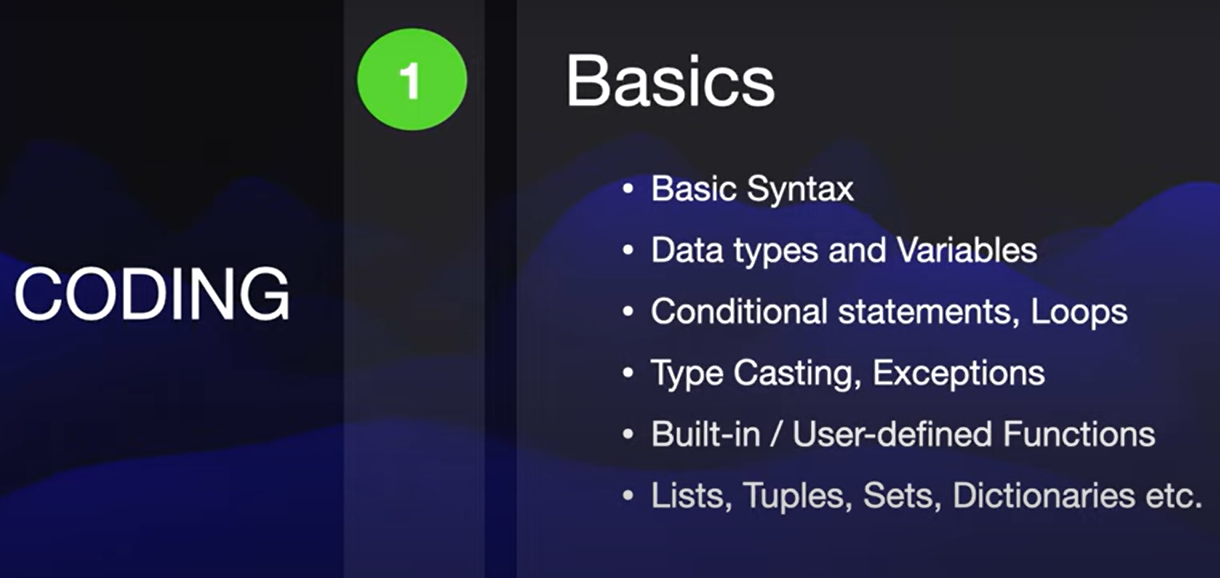 CODING
1
Basics
• Basic Syntax
• Data types and Variables
• Conditional statements, Loops
• Type Casting, Exceptions
• Built-in / User-defined Functions
• Lists, Tuples, Sets, Dictionaries etc.